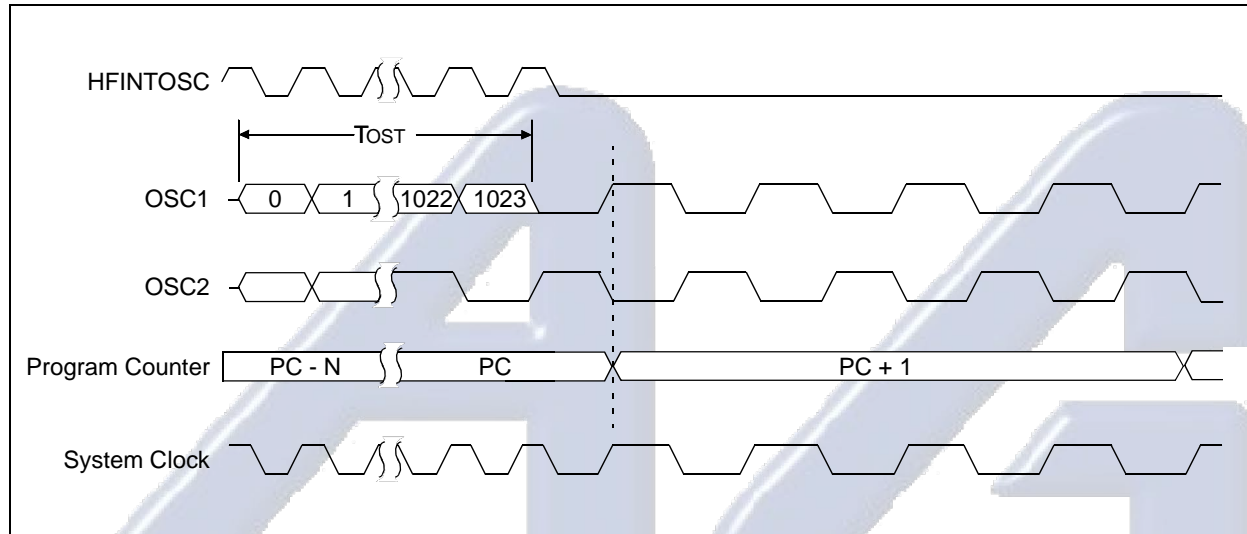 HFINTOSC
TOST
OSC1 0 1 1022 1023
OSC2
Program Counter PC - N PC PC + 1
System Clock